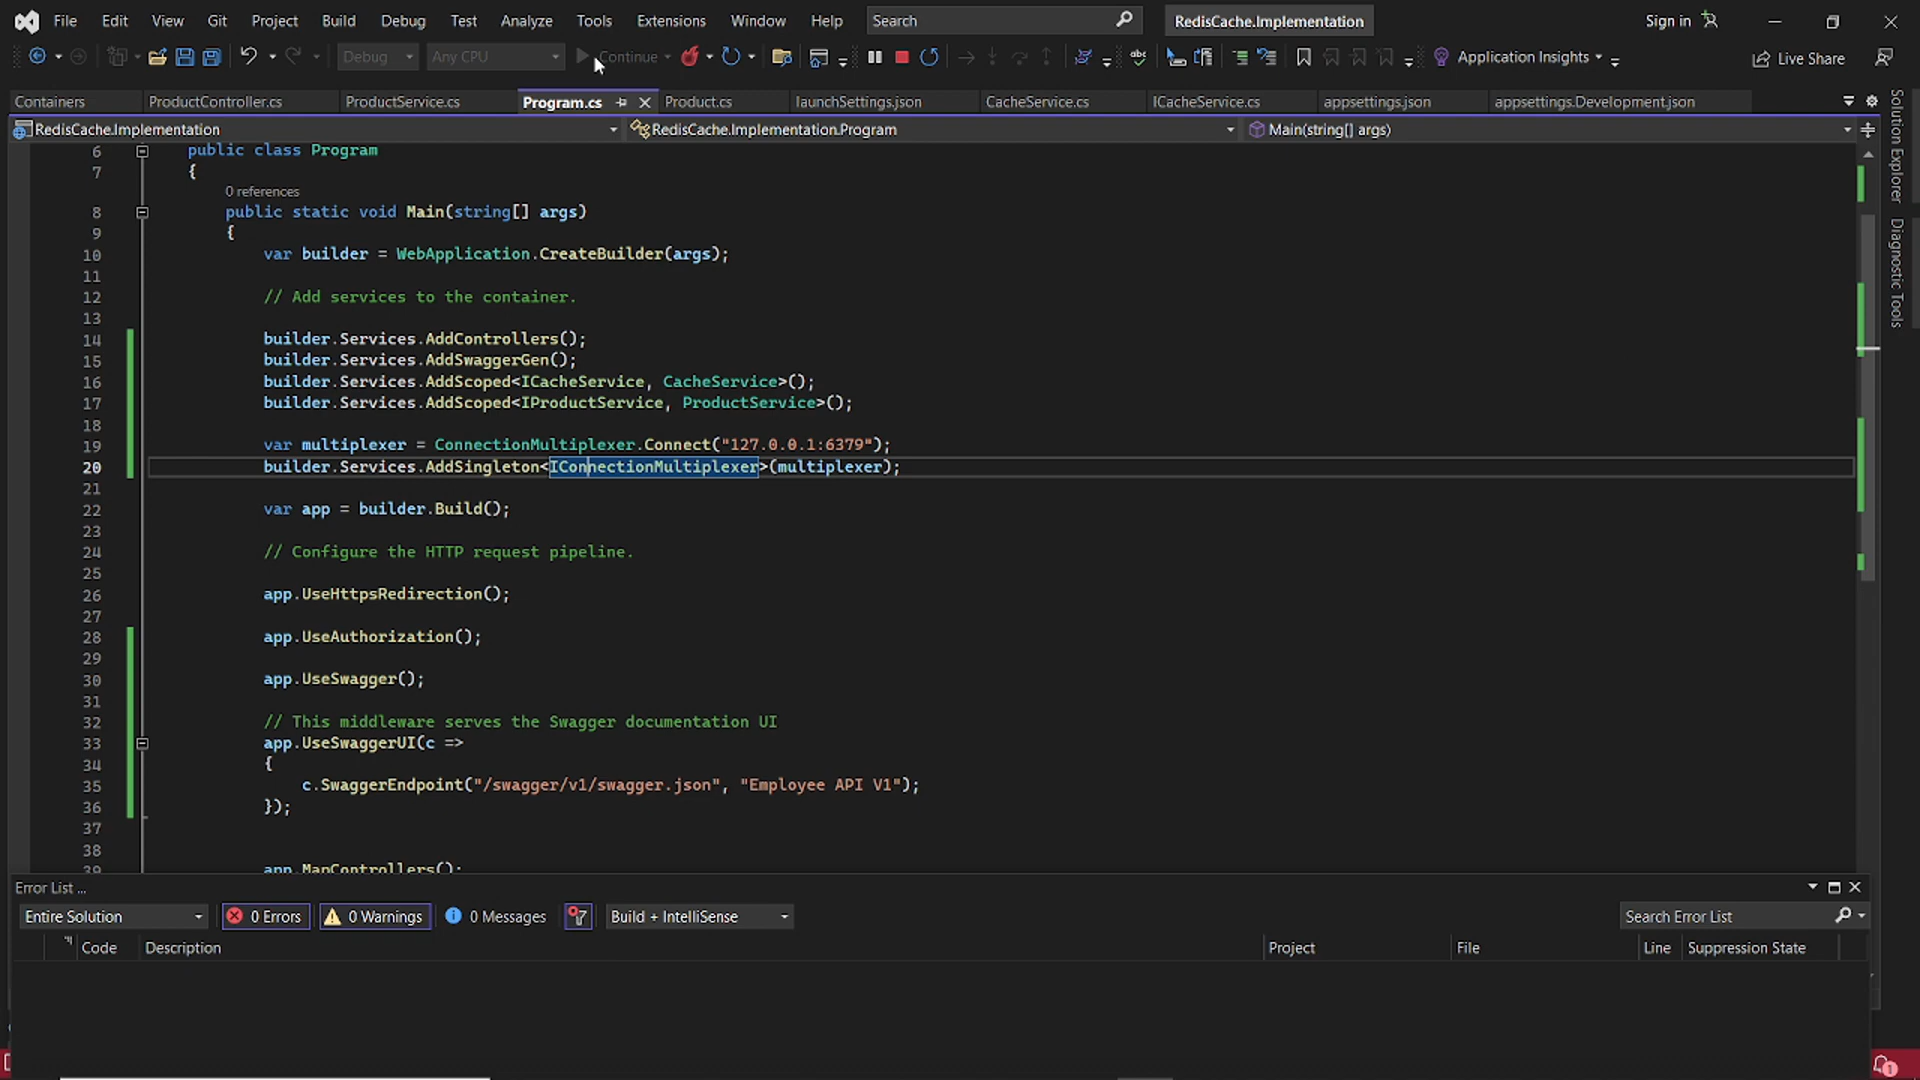 File Edit View Git Project Build Debug Test Analyze Tools Extensions Window Help Search RedisCache.Implementation Sign in
Debug Any CPU Continue Application Insights Live Share
Containers ProductController.cs ProductService.cs Program.cs Product.cs launchSettings.json CacheService.cs ICacheService.cs appsettings.json appsettings.Development.json
RedisCache.Implementation RedisCache.Implementation.Program Main(string[] args)
6 public class Program
7 {
0 references
8 public static void Main(string[] args)
9 {
10 var builder = WebApplication.CreateBuilder(args);
11
12 // Add services to the container.
13
14 builder.Services.AddControllers();
15 builder.Services.AddSwaggerGen();
16 builder.Services.AddScoped<ICacheService, CacheService>();
17 builder.Services.AddScoped<IProductService, ProductService>();
18
19 var multiplexer = ConnectionMultiplexer.Connect("127.0.0.1:6379");
20 builder.Services.AddSingleton<IConnectionMultiplexer>(multiplexer);
21
22 var app = builder.Build();
23
24 // Configure the HTTP request pipeline.
25
26 app.UseHttpsRedirection();
27
28 app.UseAuthorization();
29
30 app.UseSwagger();
31
32 // This middleware serves the Swagger documentation UI
33 app.UseSwaggerUI(c =>
34 {
35 c.SwaggerEndpoint("/swagger/v1/swagger.json", "Employee API V1");
36 });
37
38
39 app.MapControllers();
Solution Explorer
Diagnostic Tools
Error List ...
Entire Solution 0 Errors 0 Warnings 0 Messages Build + IntelliSense Search Error List
Code Description Project File Line Suppression State
1